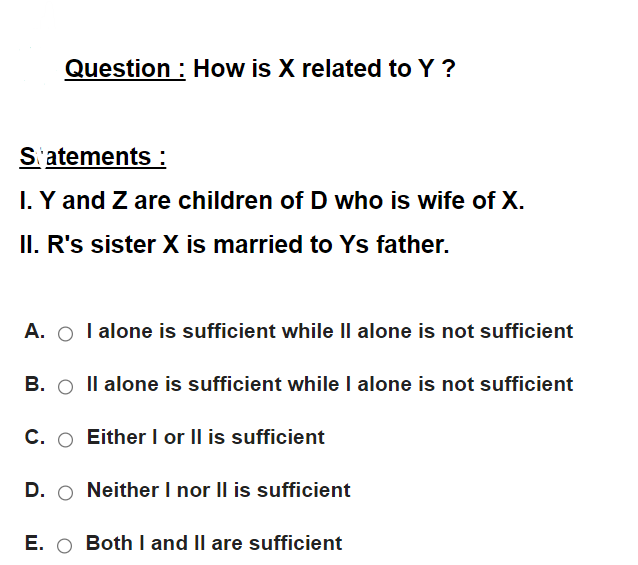 Question : How is X related to Y ?
Statements :
I. Y and Z are children of D who is wife of X.
II. R's sister X is married to Ys father.
A. I alone is sufficient while II alone is not sufficient
B. II alone is sufficient while I alone is not sufficient
C. Either I or II is sufficient
D. Neither I nor II is sufficient
E. Both I and II are sufficient